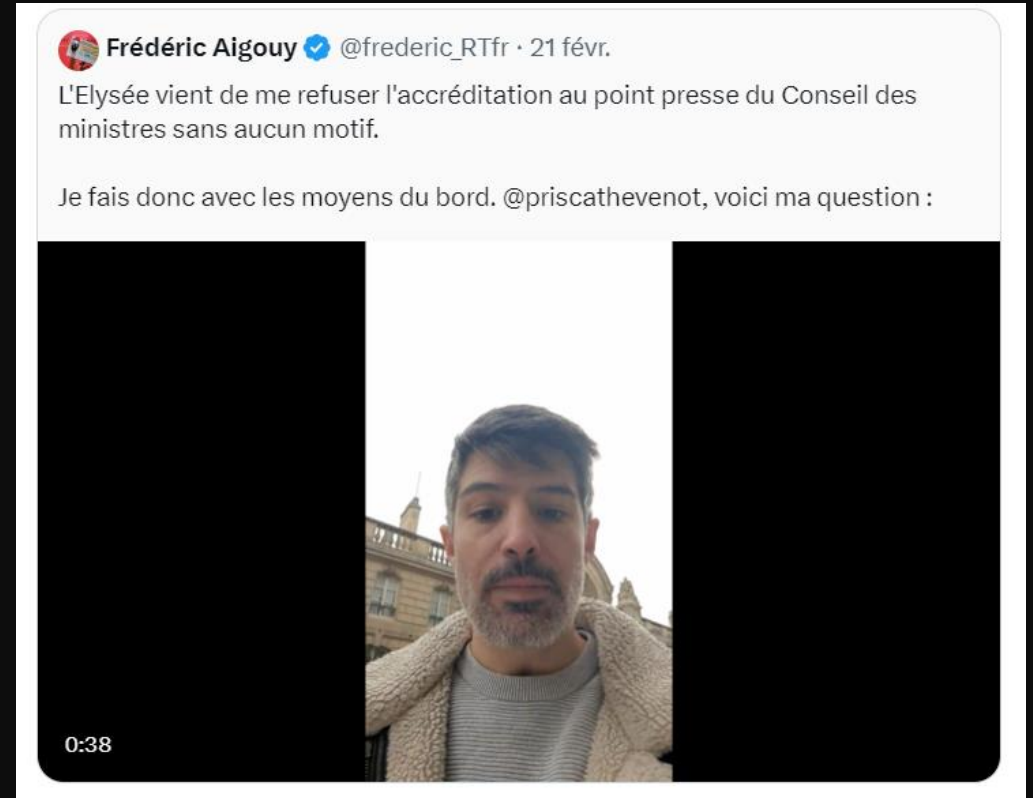 Frédéric Aigouy @frederic_RTfr · 21 févr.
L'Elysée vient de me refuser l'accréditation au point presse du Conseil des
ministres sans aucun motif.
Je fais donc avec les moyens du bord. @priscathevenot, voici ma question :
0:38